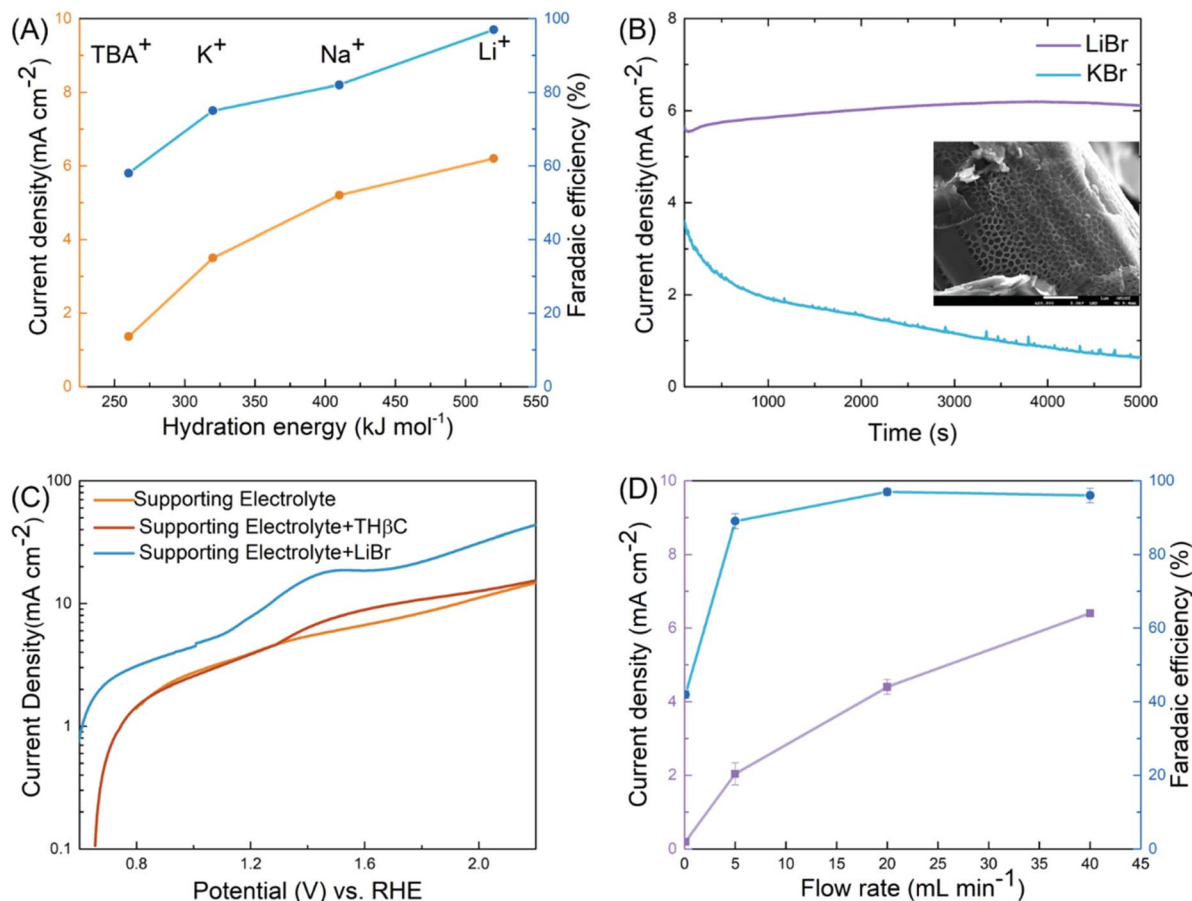 (A)
10
8
6
4
2
0
Current density(mA cm⁻²)
TBA⁺ K⁺ Na⁺ Li⁺
100
80
60
40
20
0
Faradaic efficiency (%)
250 300 350 400 450 500 550
Hydration energy (kJ mol⁻¹)
(B)
8
6
4
2
0
Current density(mA cm⁻²)
LiBr
KBr
1000 2000 3000 4000 5000
Time (s)
(C)
100
10
1
0.1
Current Density(mA cm⁻²)
Supporting Electrolyte
Supporting Electrolyte+THβC
Supporting Electrolyte+LiBr
0.8 1.2 1.6 2.0
Potential (V) vs. RHE
(D)
10
8
6
4
2
0
Current density (mA cm⁻²)
100
80
60
40
20
0
Faradaic efficiency (%)
0 5 10 15 20 25 30 35 40 45
Flow rate (mL min⁻¹)